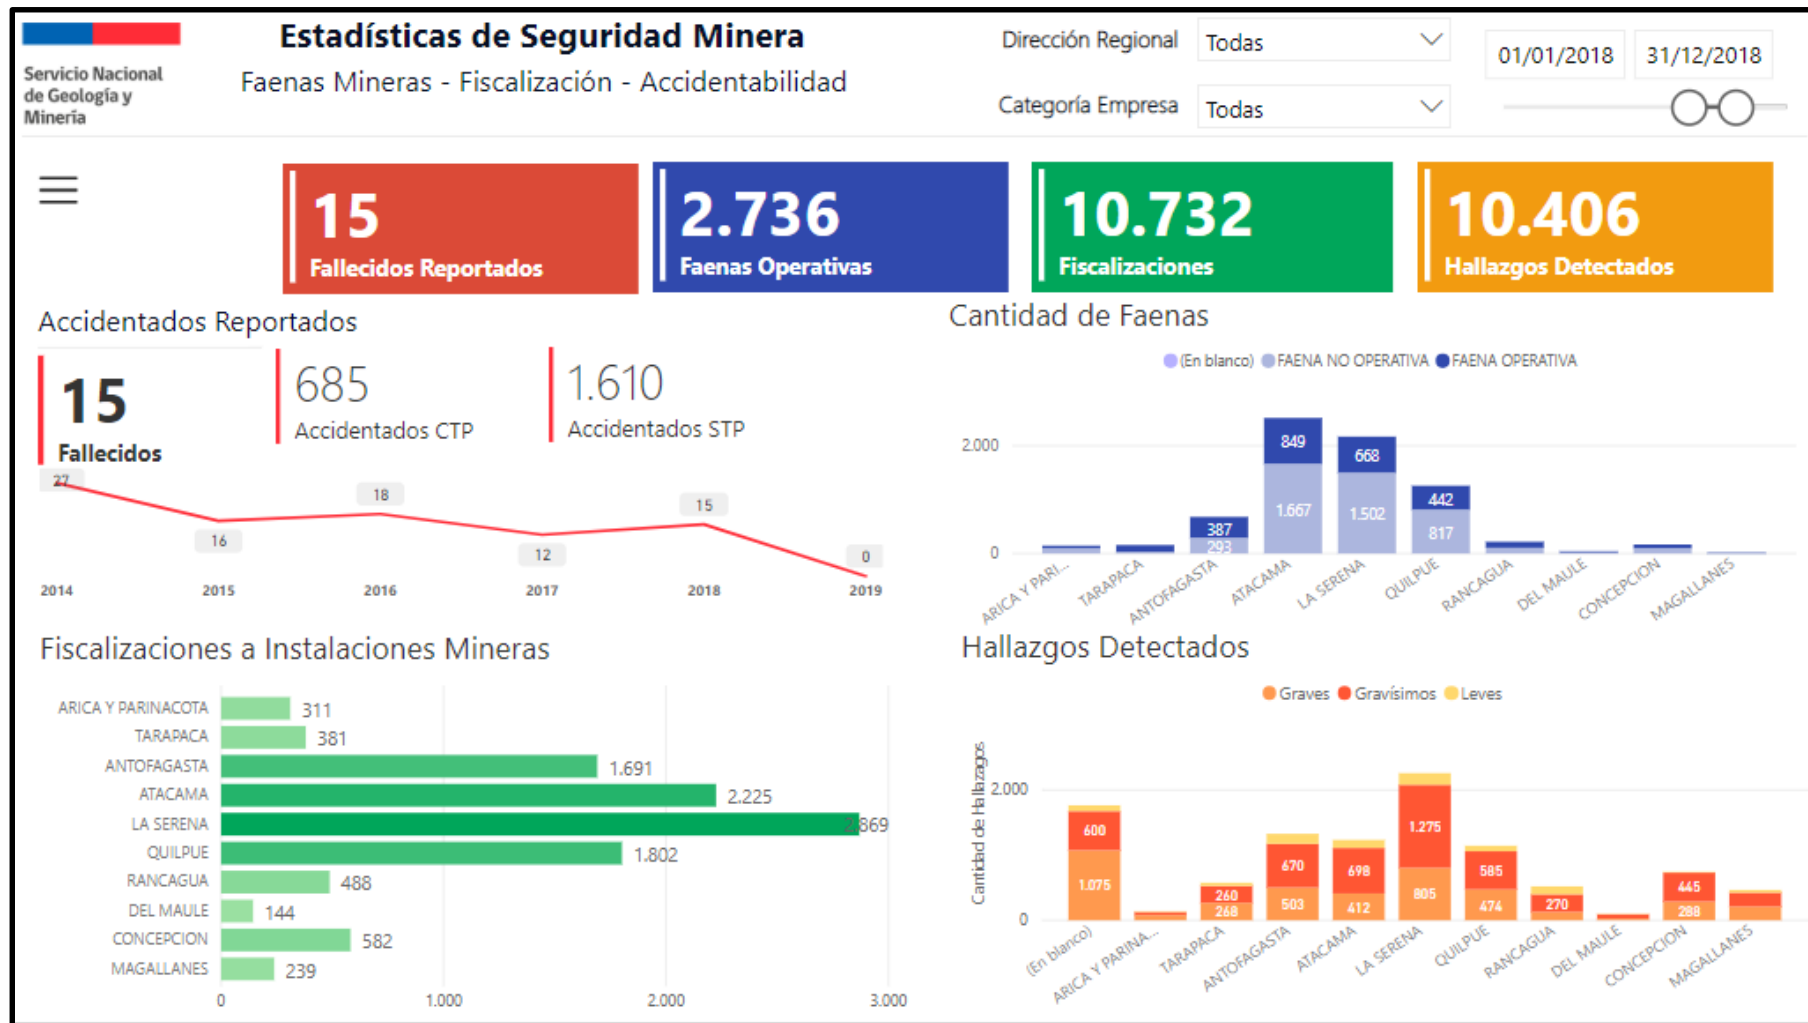 Servicio Nacional
de Geología y
Minería
Estadísticas de Seguridad Minera
Faenas Mineras - Fiscalización - Accidentabilidad
Dirección Regional
Todas
Categoría Empresa
Todas
01/01/2018
31/12/2018
15
Fallecidos Reportados
2.736
Faenas Operativas
10.732
Fiscalizaciones
10.406
Hallazgos Detectados
Accidentados Reportados
15
Fallecidos
685
Accidentados CTP
1.610
Accidentados STP
27
16
18
12
15
0
2014
2015
2016
2017
2018
2019
Cantidad de Faenas
(En blanco)
FAENA NO OPERATIVA
FAENA OPERATIVA
2.000
0
387
293
849
1.667
668
1.502
442
817
ARICA Y PARI...
TARAPACA
ANTOFAGASTA
ATACAMA
LA SERENA
QUILPUE
RANCAGUA
DEL MAULE
CONCEPCION
MAGALLANES
Fiscalizaciones a Instalaciones Mineras
ARICA Y PARINACOTA 311
TARAPACA 381
ANTOFAGASTA 1.691
ATACAMA 2.225
LA SERENA 2.869
QUILPUE 1.802
RANCAGUA 488
DEL MAULE 144
CONCEPCION 582
MAGALLANES 239
0
1.000
2.000
3.000
Hallazgos Detectados
Graves
Gravísimos
Leves
Cantidad de Hallazagos
2.000
0
600
1.075
260
268
670
503
698
412
1.275
805
585
474
270
445
288
(En blanco)
ARICA Y PARINA...
TARAPACA
ANTOFAGASTA
ATACAMA
LA SERENA
QUILPUE
RANCAGUA
DEL MAULE
CONCEPCION
MAGALLANES